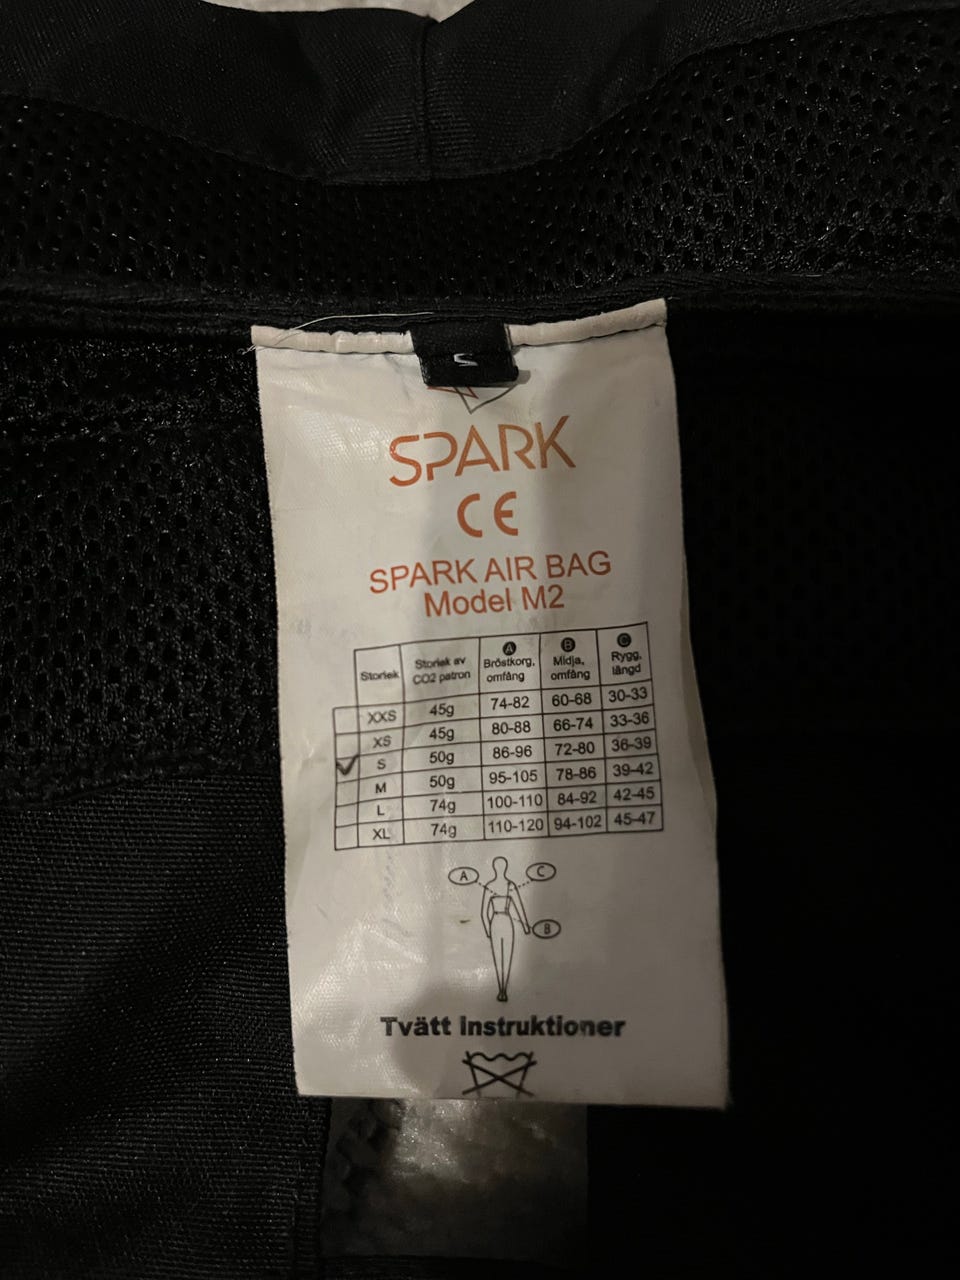 S
SPARK
CE
SPARK AIR BAG
Model M2
Storlek Storlek av CO2 patron A Bröstkorg, omfång B Midja, omfång C Rygg, längd
XXS 45g 74-82 60-68 30-33
XS 45g 80-88 66-74 33-36
✓ S 50g 86-96 72-80 36-39
M 50g 95-105 78-86 39-42
L 74g 100-110 84-92 42-45
XL 74g 110-120 94-102 45-47
A C
B
Tvätt Instruktioner